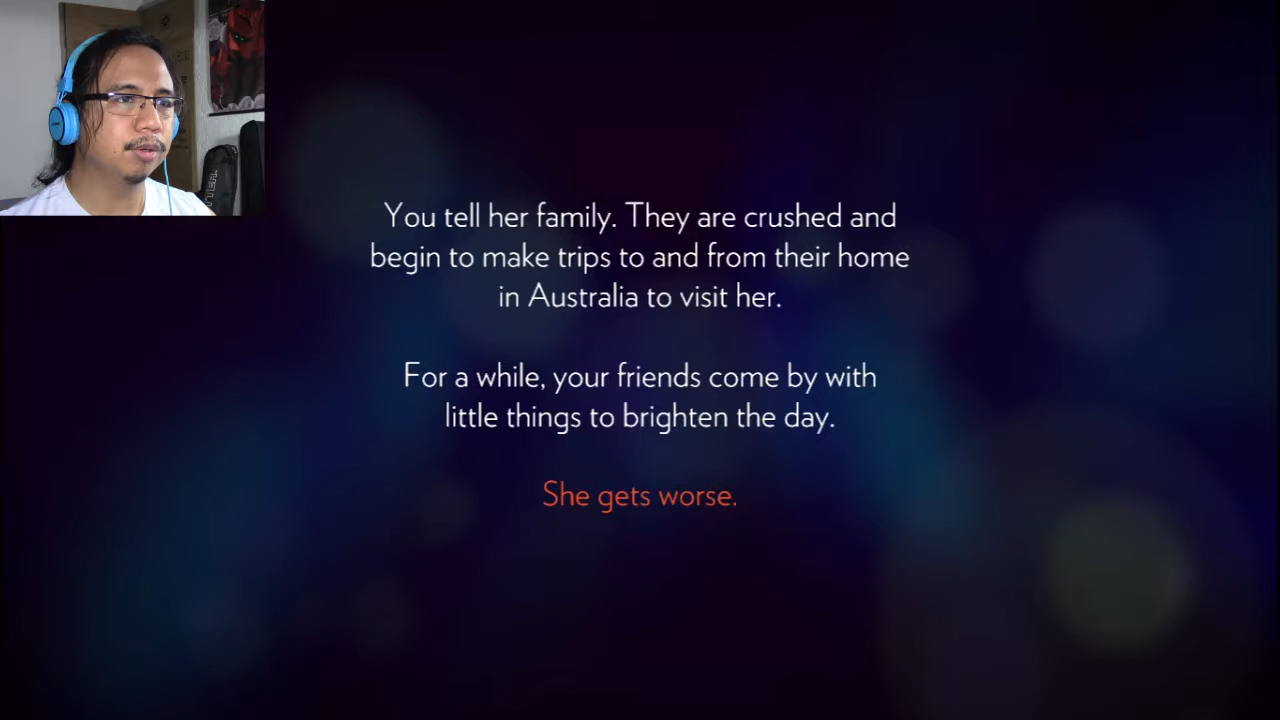 You tell her family. They are crushed and
begin to make trips to and from their home
in Australia to visit her.
For a while, your friends come by with
little things to brighten the day.
She gets worse.